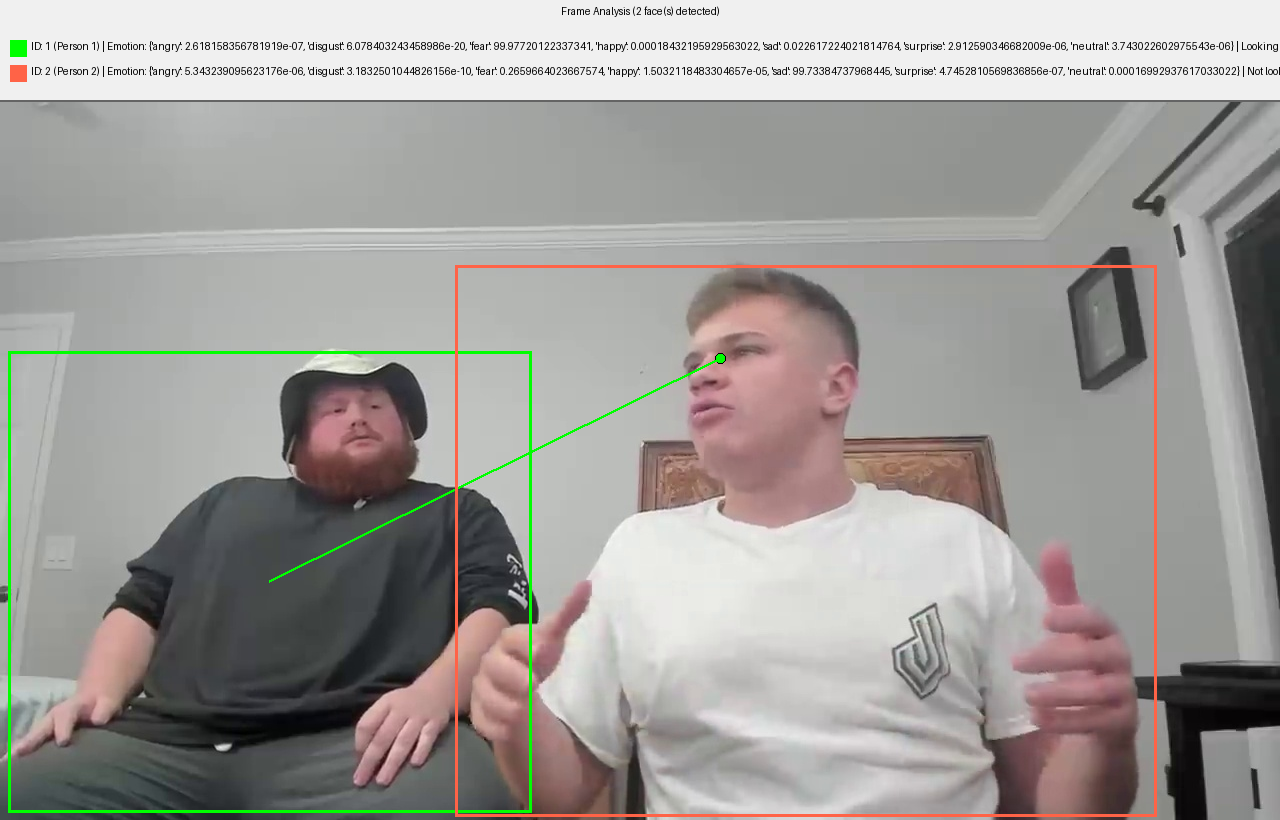 Frame Analysis (2 face(s) detected)
ID: 1 (Person 1) | Emotion: {'angry': 2.618158356781919e-07, 'disgust': 6.078403243458986e-20, 'fear': 99.97720122337341, 'happy': 0.00018432195929563022, 'sad': 0.022617224021814764, 'surprise': 2.912590346682009e-06, 'neutral': 3.743022602975543e-06} | Looking
ID: 2 (Person 2) | Emotion: {'angry': 5.343239095623176e-06, 'disgust': 3.1832501044826156e-10, 'fear': 0.2659664023667574, 'happy': 1.5032118483304657e-05, 'sad': 99.73384737968445, 'surprise': 4.7452810569836856e-07, 'neutral': 0.00016992937617033022} | Not